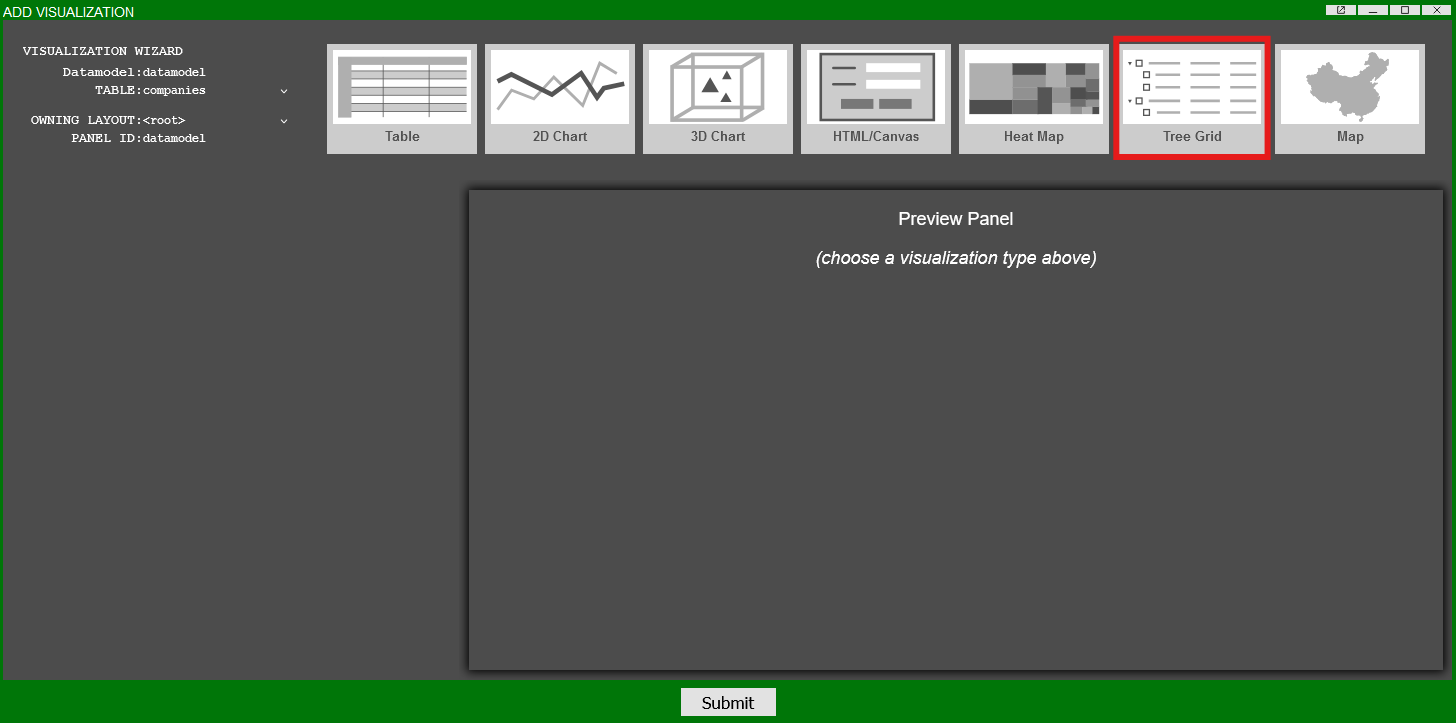 ADD VISUALIZATION
VISUALIZATION WIZARD
Datamodel:datamodel
TABLE:companies
OWNING LAYOUT:<root>
PANEL ID:datamodel
Table
2D Chart
3D Chart
HTML/Canvas
Heat Map
Tree Grid
Map
Preview Panel
(choose a visualization type above)
Submit